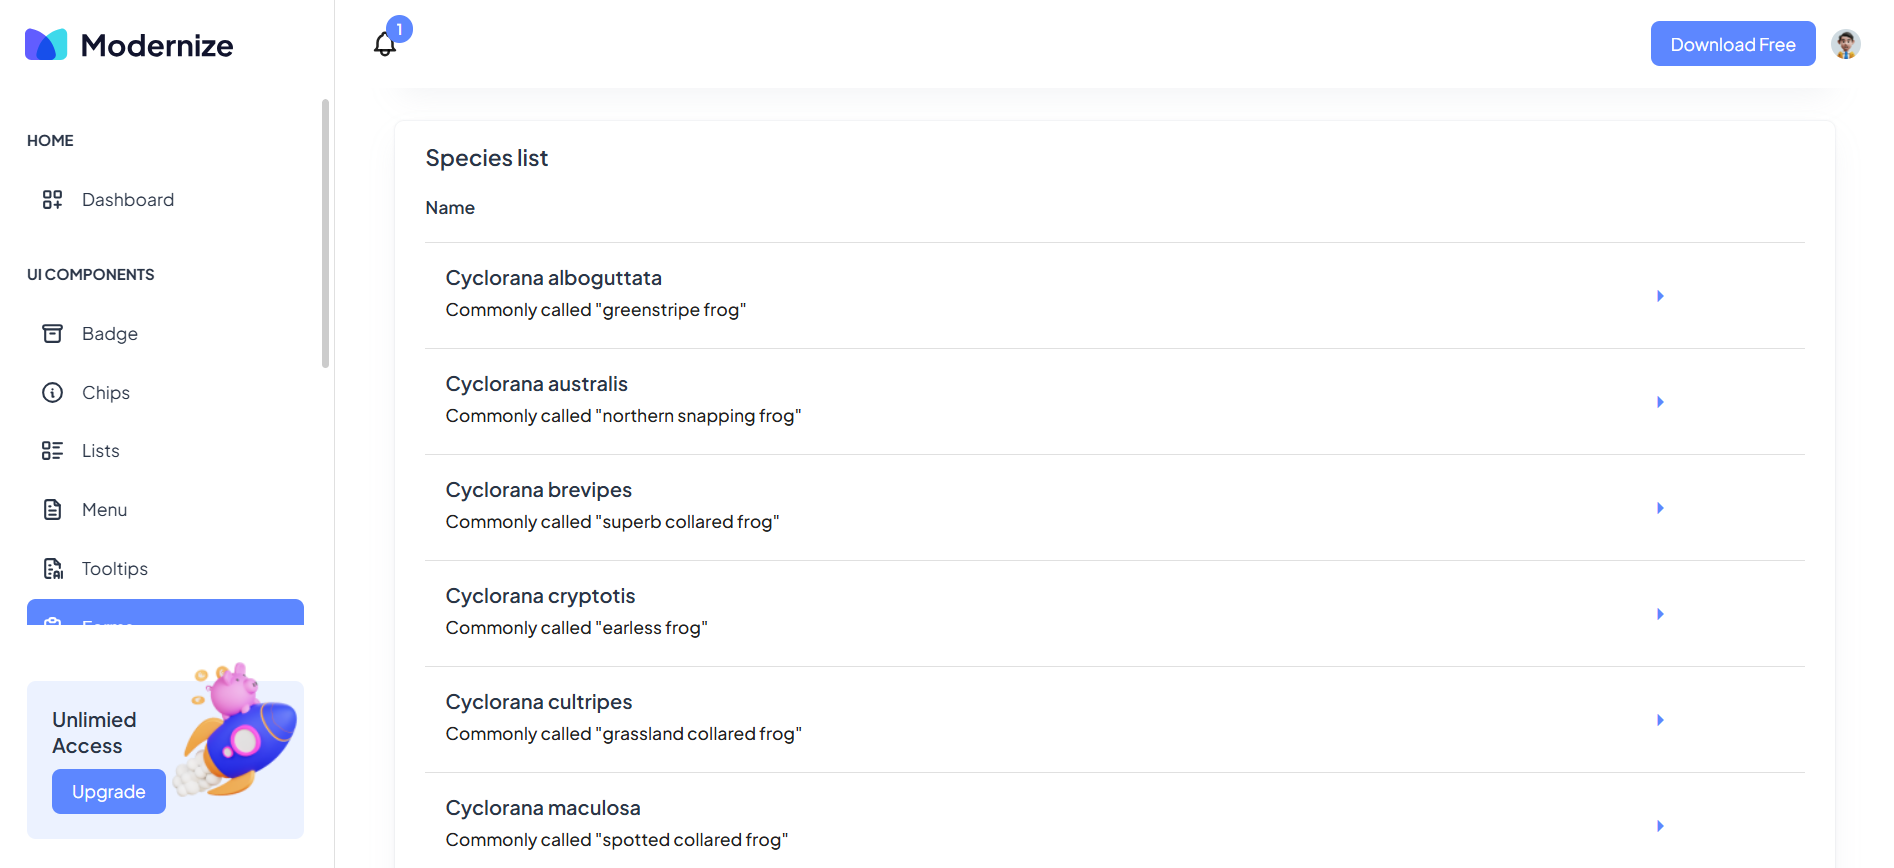 Modernize
1
Download Free
HOME
Dashboard
UI COMPONENTS
Badge
Chips
Lists
Menu
Tooltips
Forms
Unlimied
Access
Upgrade
Species list
Name
Cyclorana alboguttata
Commonly called "greenstripe frog"
Cyclorana australis
Commonly called "northern snapping frog"
Cyclorana brevipes
Commonly called "superb collared frog"
Cyclorana cryptotis
Commonly called "earless frog"
Cyclorana cultripes
Commonly called "grassland collared frog"
Cyclorana maculosa
Commonly called "spotted collared frog"